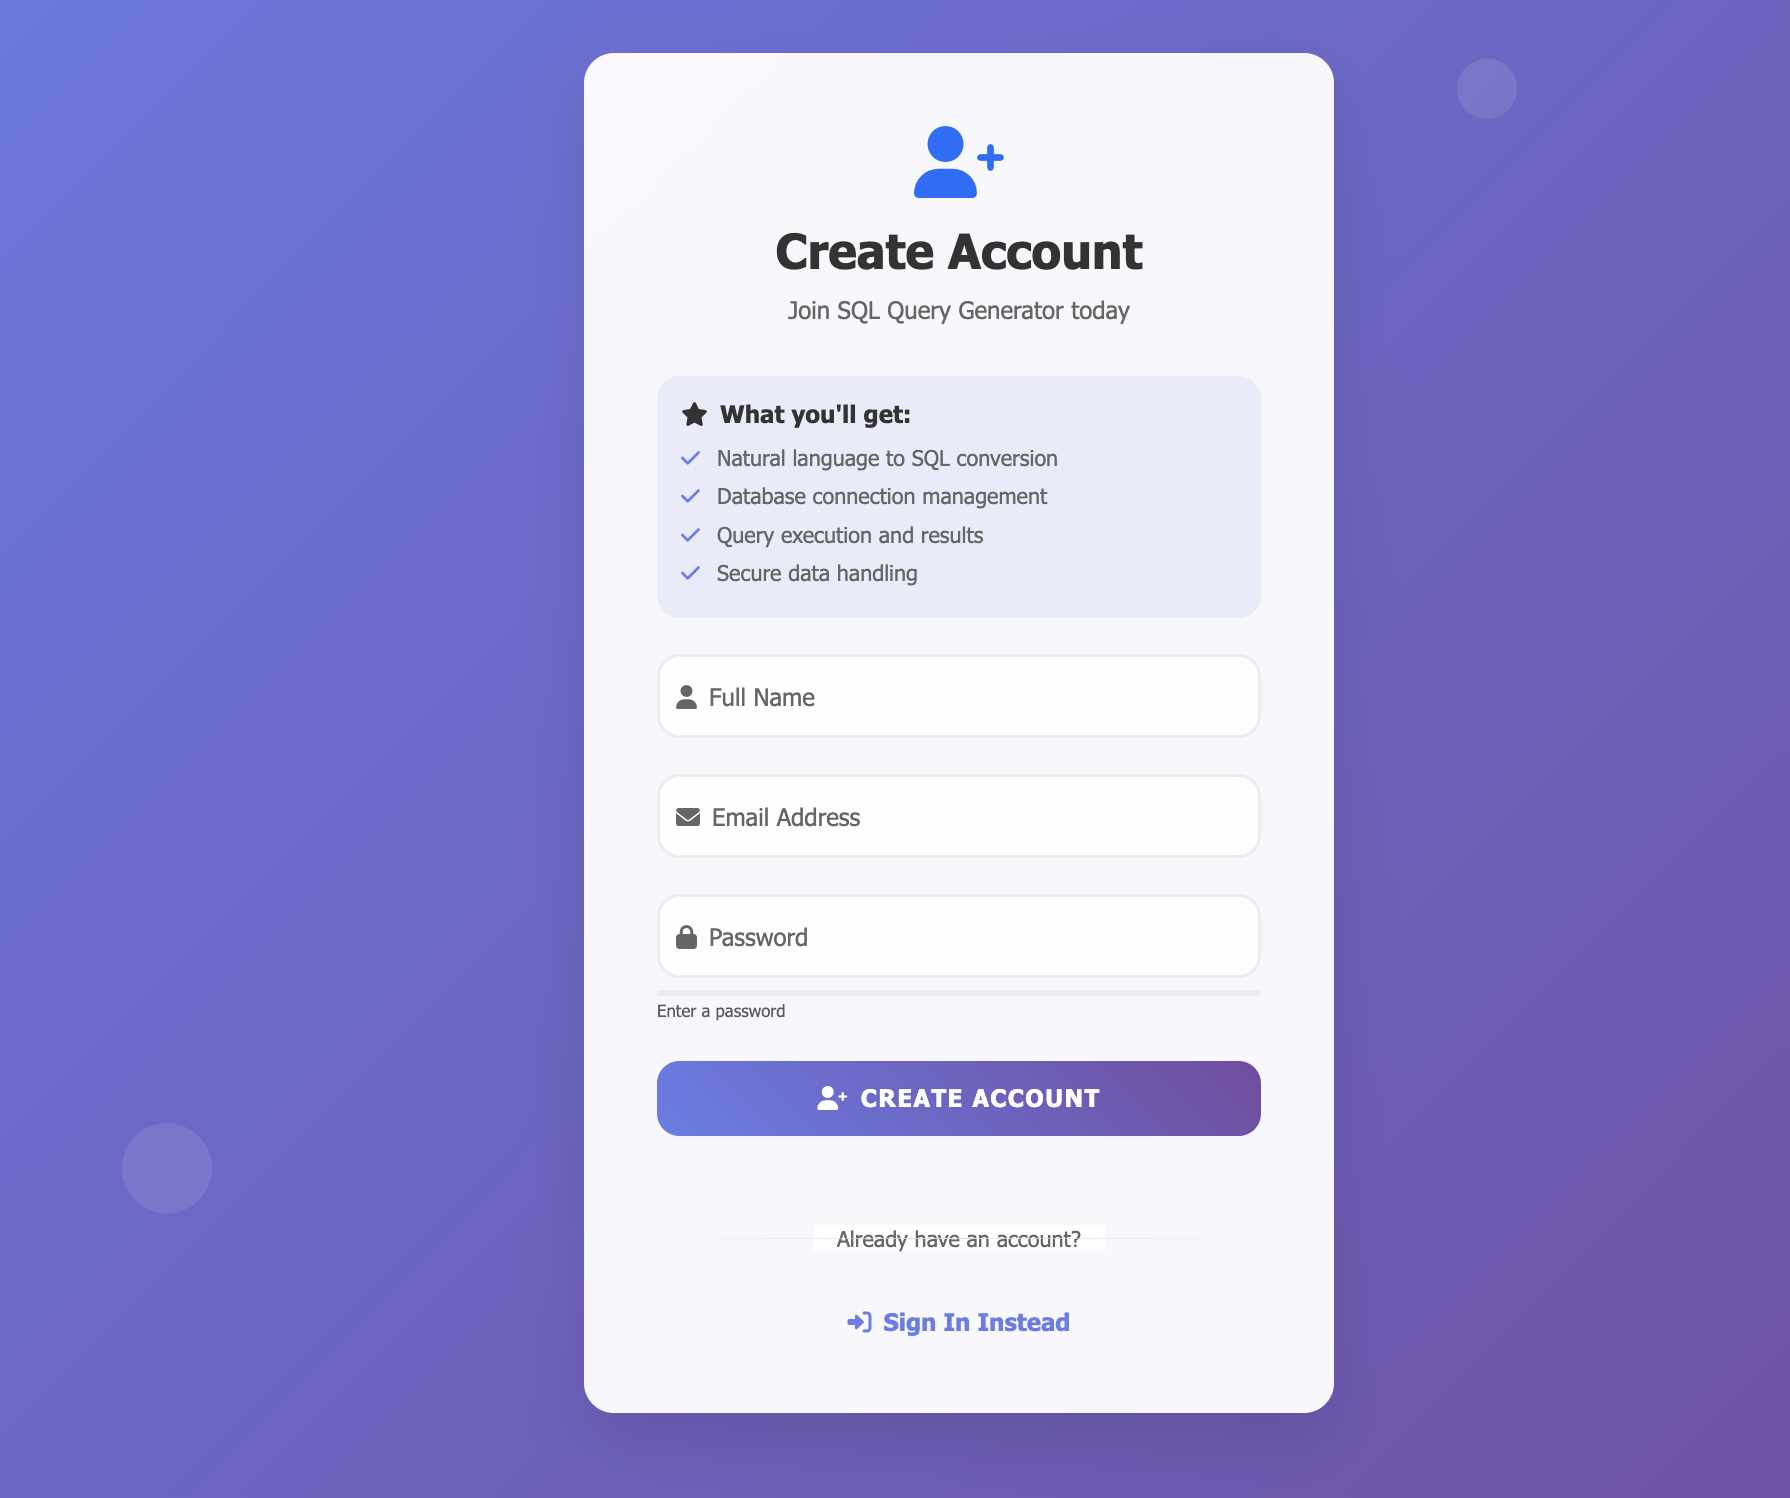 Create Account
Join SQL Query Generator today
What you'll get:
Natural language to SQL conversion
Database connection management
Query execution and results
Secure data handling
Full Name
Email Address
Password
Enter a password
CREATE ACCOUNT
Already have an account?
Sign In Instead